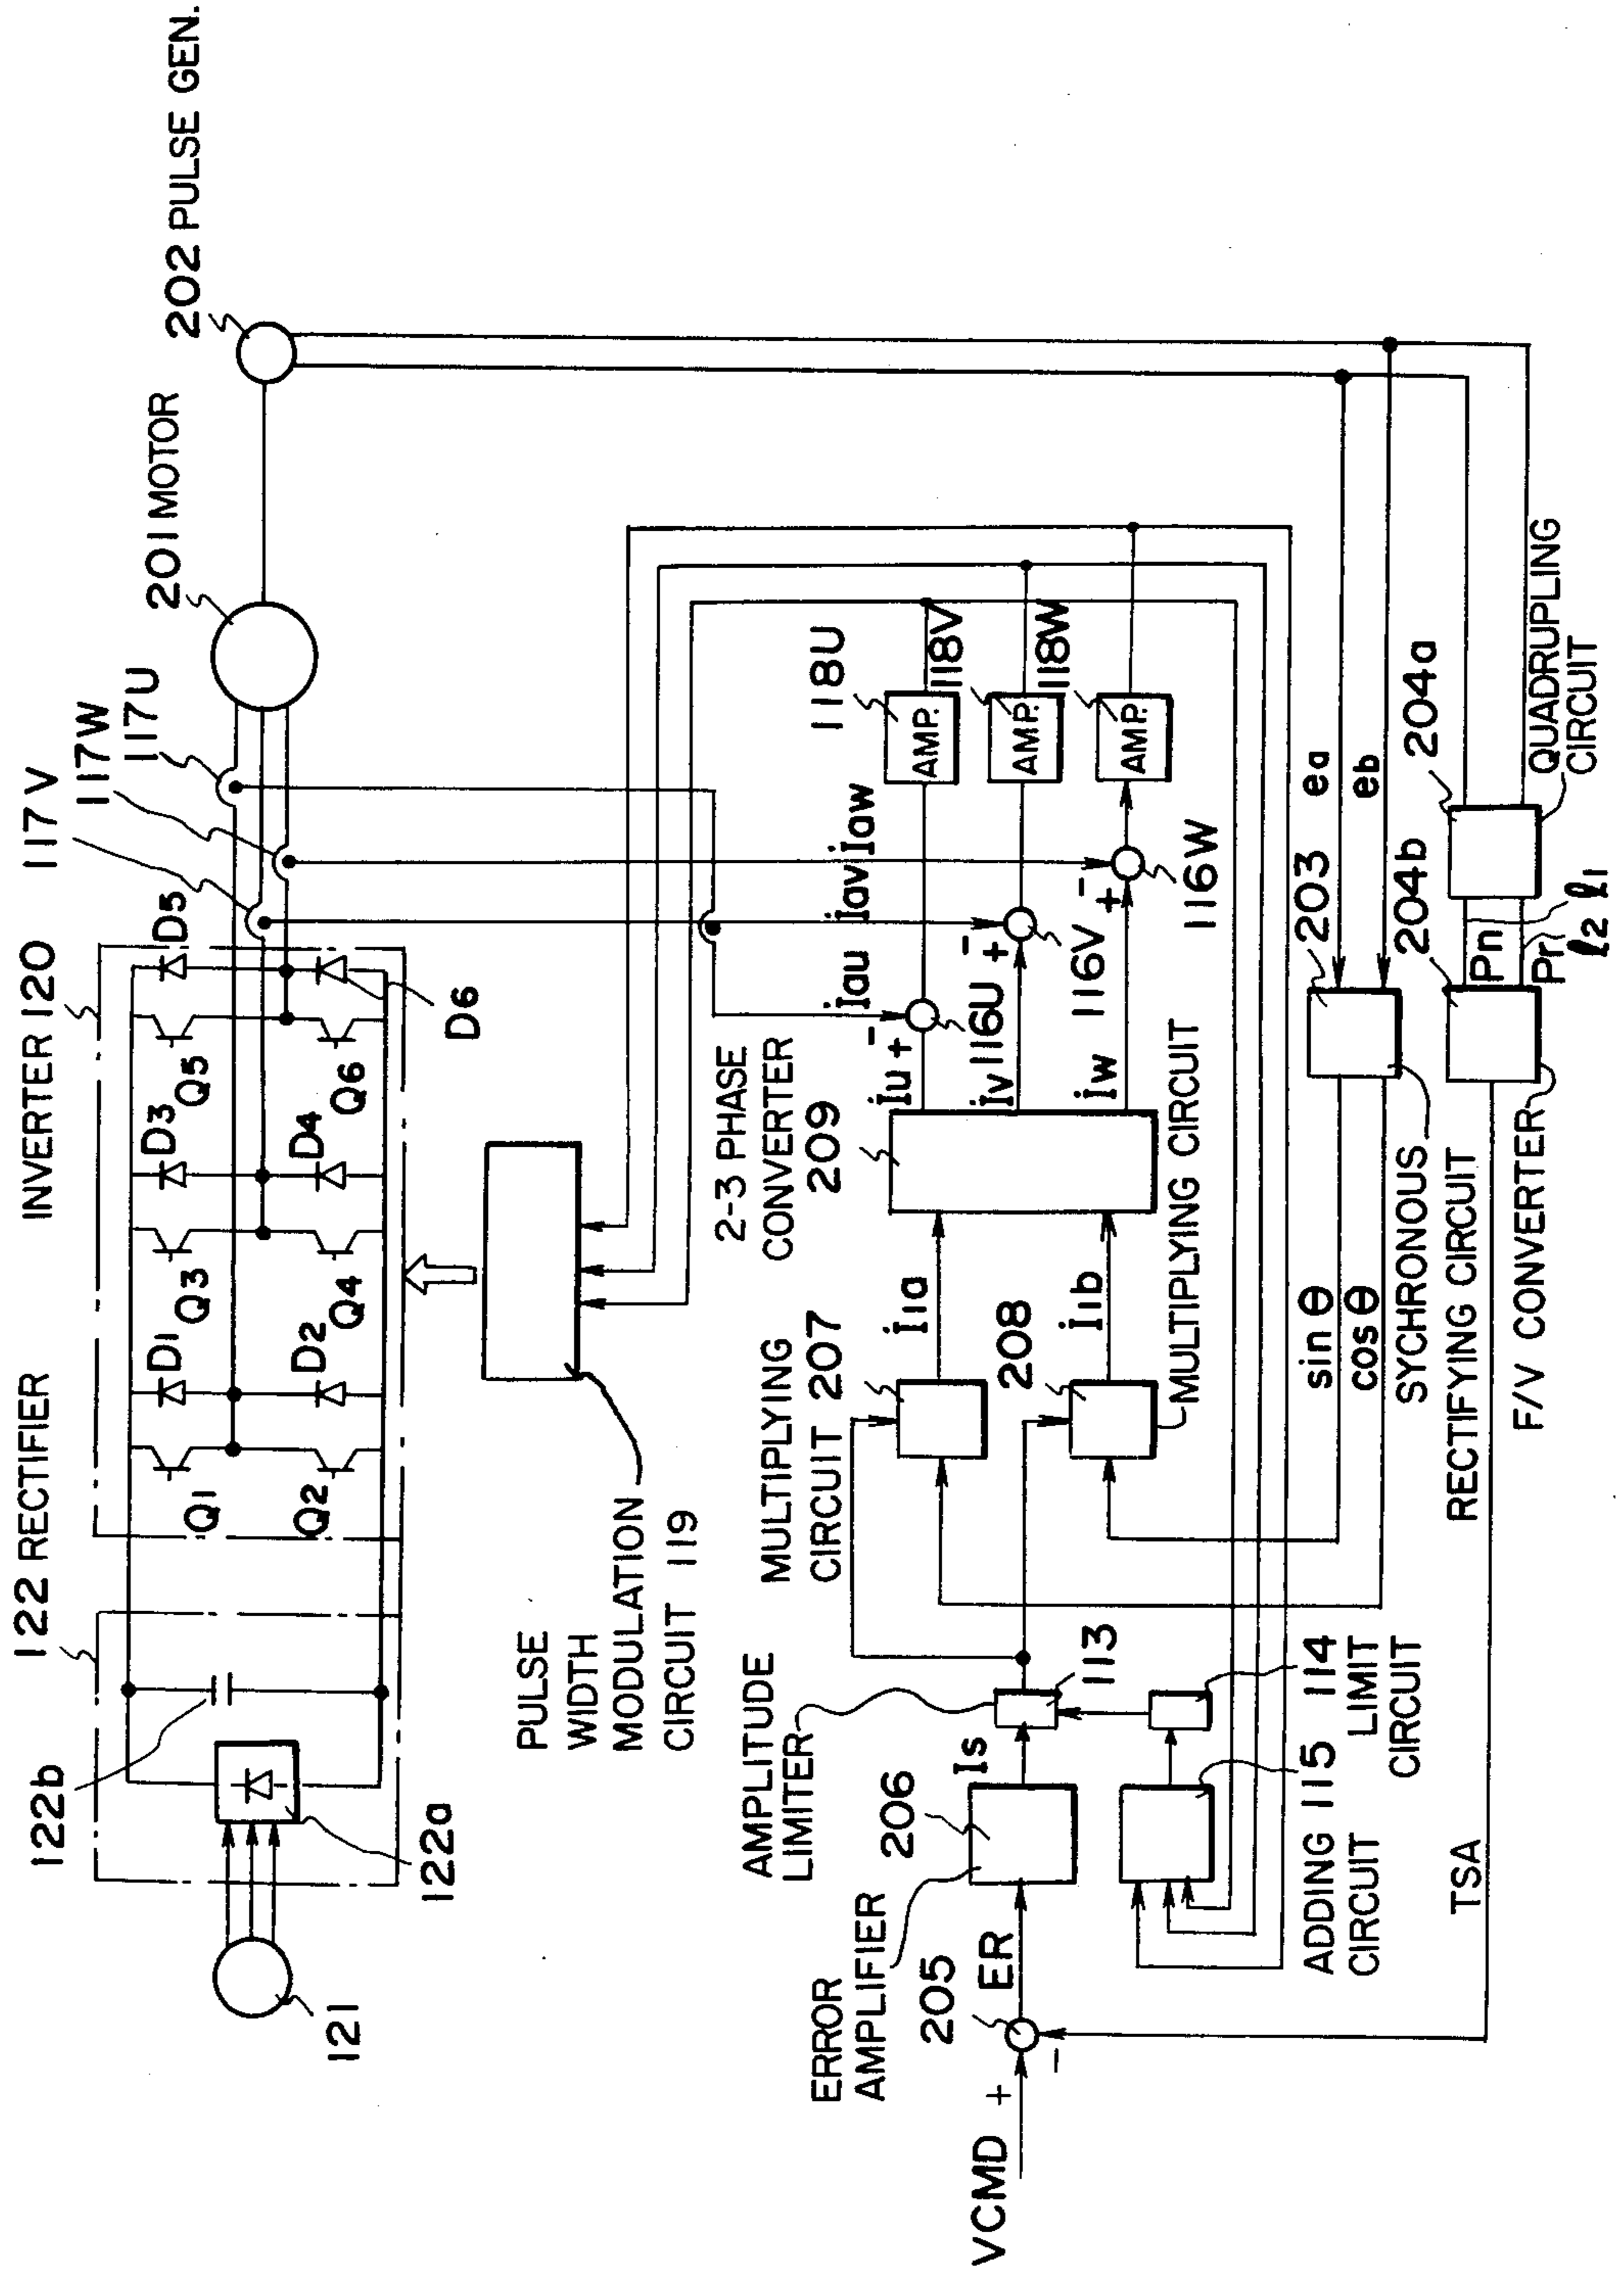 122 RECTIFIER
INVERTER 120
117V
117W
117U
201 MOTOR
202 PULSE GEN.
122b
122a
121
Q1
D1
Q2
D2
Q3
D3
Q4
D4
Q5
D5
Q6
D6
PULSE
WIDTH
MODULATION
CIRCUIT 119
2-3 PHASE
CONVERTER
209
MULTIPLYING
CIRCUIT 207
208
MULTIPLYING CIRCUIT
I1a
I1b
Iu
+
-
Iau
Iav
Iaw
Iv
116U
+
-
116V
Iw
+
-
116W
118U
118V
118W
AMP.
AMP.
AMP.
AMPLITUDE
LIMITER
113
114
LIMIT
CIRCUIT
ADDING 115
CIRCUIT
ERROR
AMPLIFIER
206
Is
205
ER
VCMD
+
-
TSA
sin θ
cos θ
203
SYCHRONOUS
RECTIFYING CIRCUIT
ea
eb
204a
QUADRUPLING
CIRCUIT
204b
F/V CONVERTER
Pn
Pr
ℓ1
ℓ2